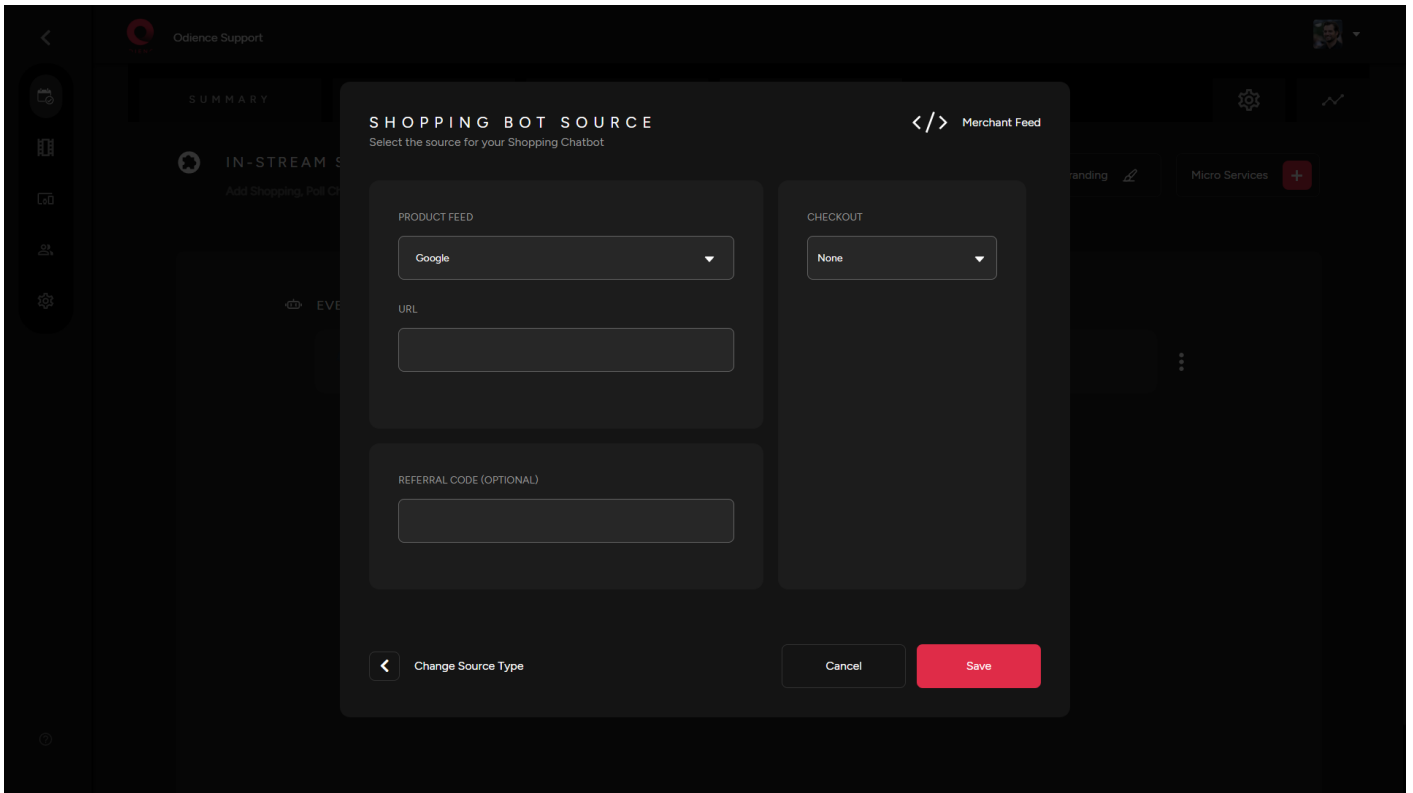 Odience Support
SUMMARY
SHOPPING BOT SOURCE
Merchant Feed
Select the source for your Shopping Chatbot
IN-STREAM S
Add Shopping, Poll Ch
randing
Micro Services
PRODUCT FEED
Google
URL
CHECKOUT
None
EVE
REFERRAL CODE (OPTIONAL)
Change Source Type
Cancel
Save